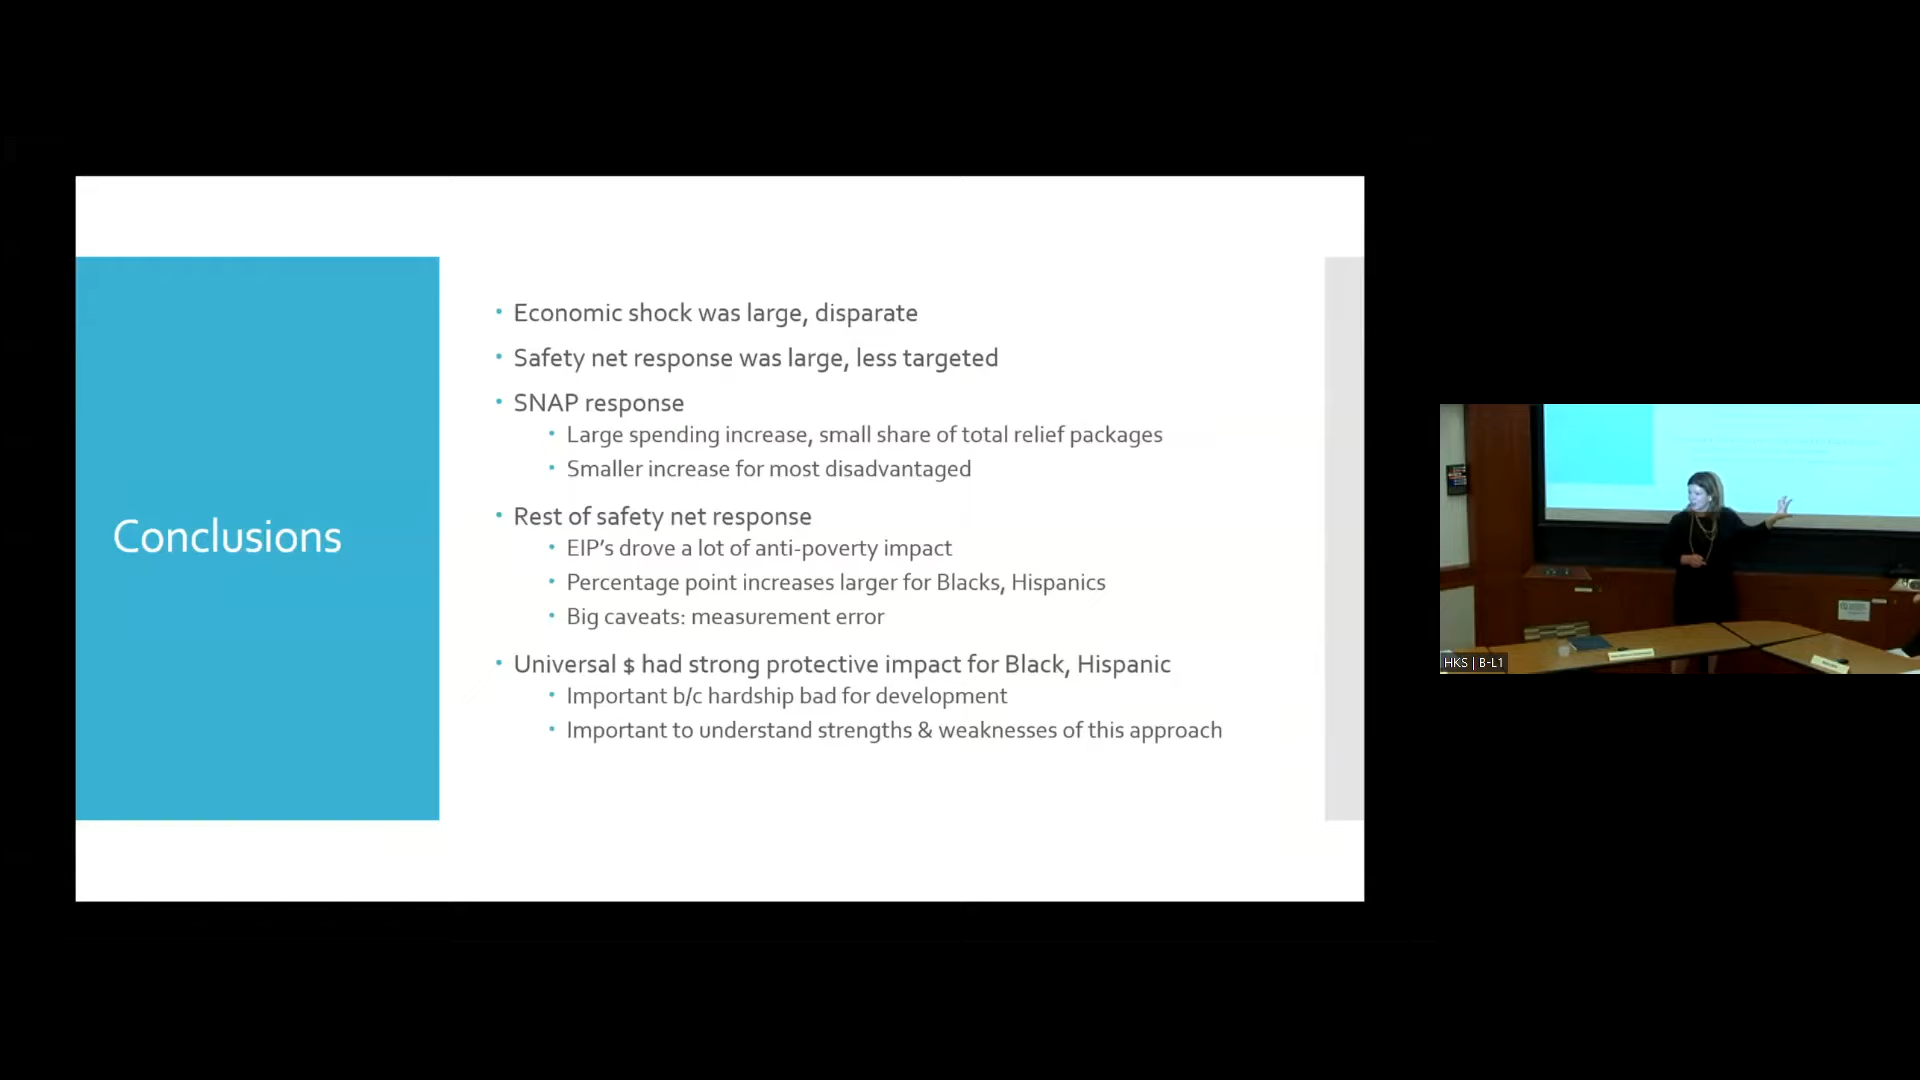 Conclusions
• Economic shock was large, disparate
• Safety net response was large, less targeted
• SNAP response
• Large spending increase, small share of total relief packages
• Smaller increase for most disadvantaged
• Rest of safety net response
• EIP's drove a lot of anti-poverty impact
• Percentage point increases larger for Blacks, Hispanics
• Big caveats: measurement error
• Universal $ had strong protective impact for Black, Hispanic
• Important b/c hardship bad for development
• Important to understand strengths & weaknesses of this approach
HKS | B-L1